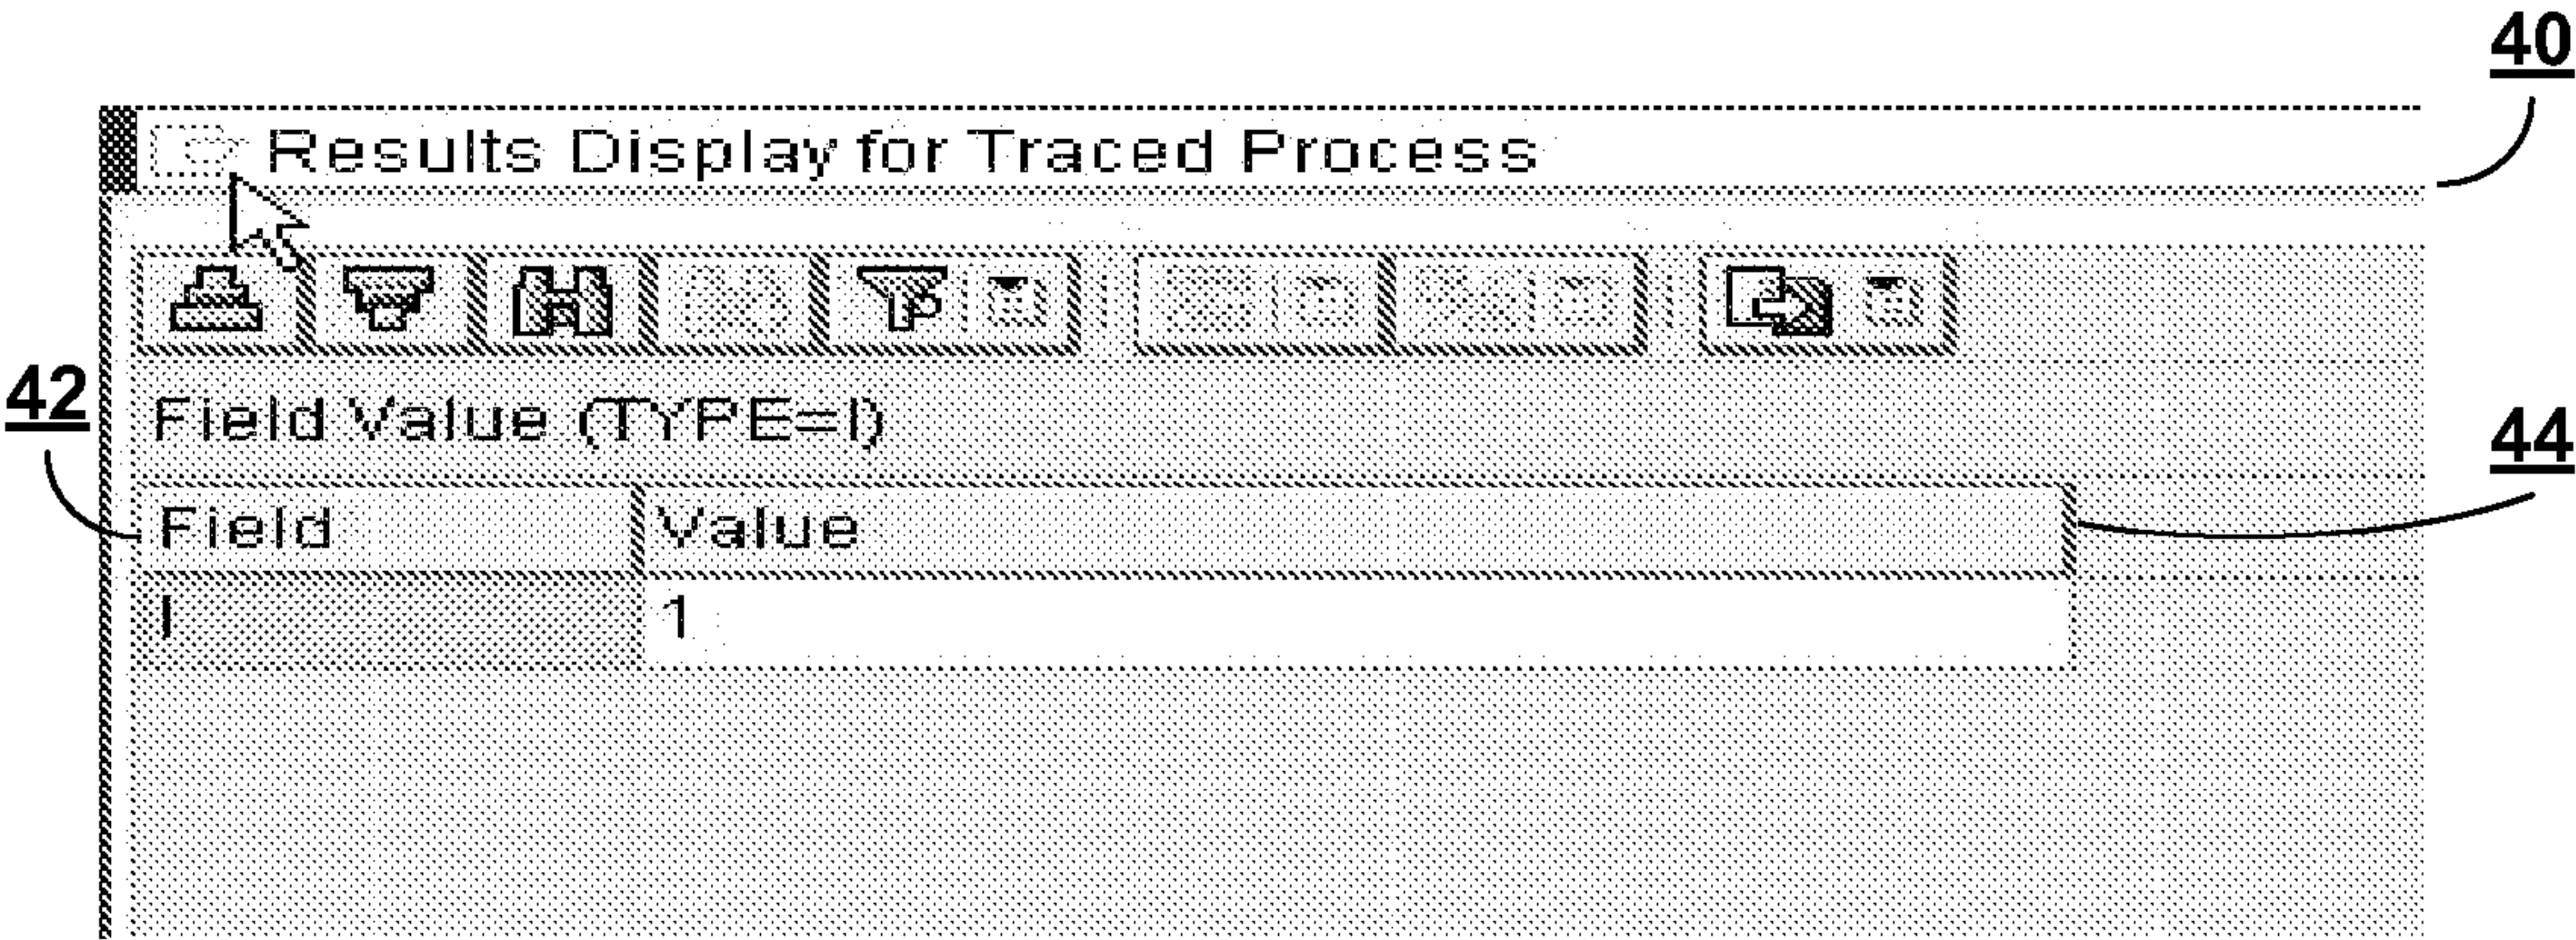 40
Results Display for Traced Process
42
Field Value (TYPE=I)
44
Field Value
I 1